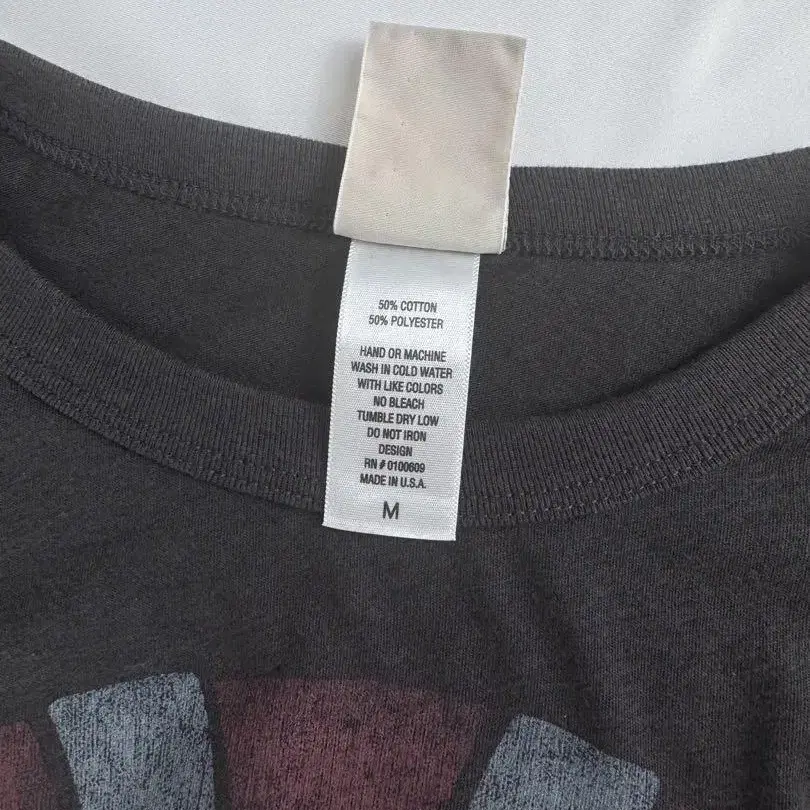 50% COTTON
50% POLYESTER
HAND OR MACHINE
WASH IN COLD WATER
WITH LIKE COLORS
NO BLEACH
TUMBLE DRY LOW
DO NOT IRON
DESIGN
RN # 0100609
MADE IN U.S.A.
M